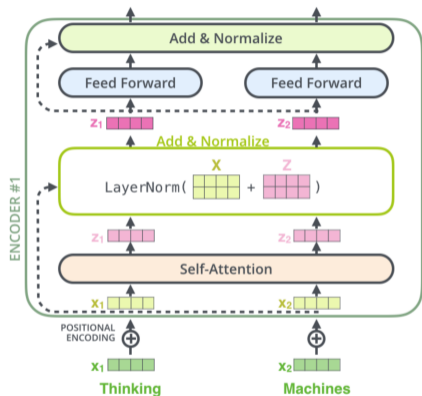 Add & Normalize
Feed Forward
Feed Forward
z1
z2
Add & Normalize
X
Z
LayerNorm( + )
z1
z2
Self-Attention
x1
x2
POSITIONAL
ENCODING
x1
x2
Thinking
Machines
ENCODER #1